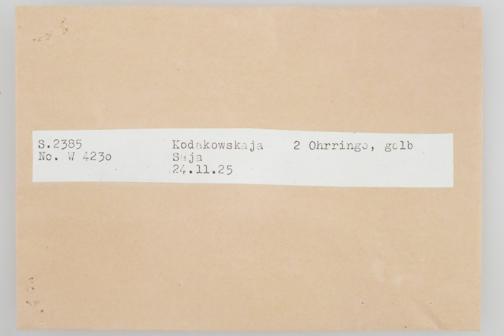 S.2385 Kodakowskaja 2 Ohrringe, gelb
No. W 4230 Saja
24.11.25